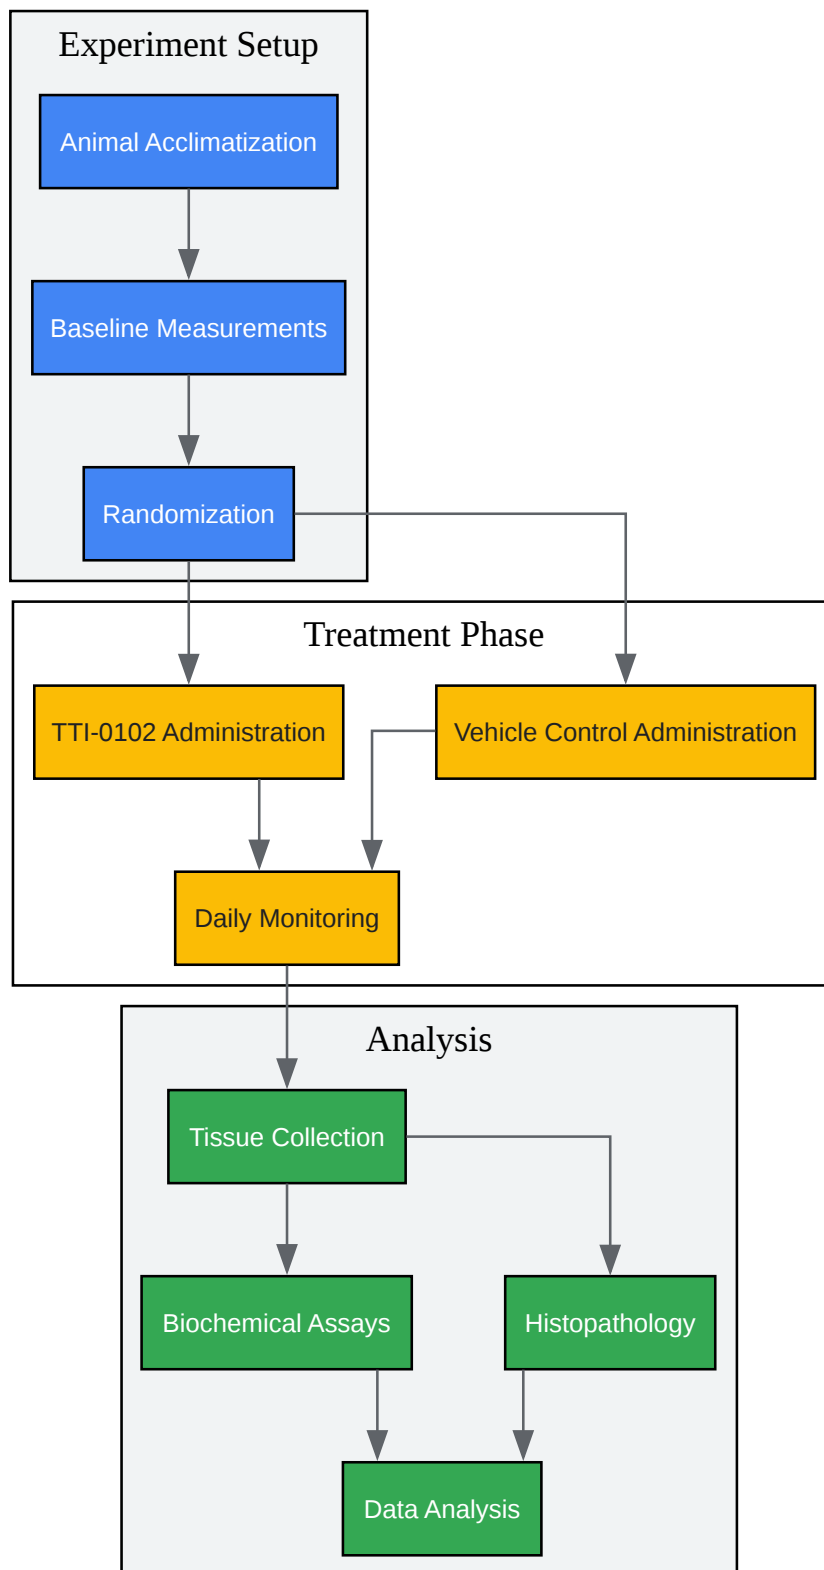 Experiment Setup
Animal Acclimatization
Baseline Measurements
Randomization
Treatment Phase
TTI-0102 Administration
Vehicle Control Administration
Daily Monitoring
Analysis
Tissue Collection
Biochemical Assays
Histopathology
Data Analysis